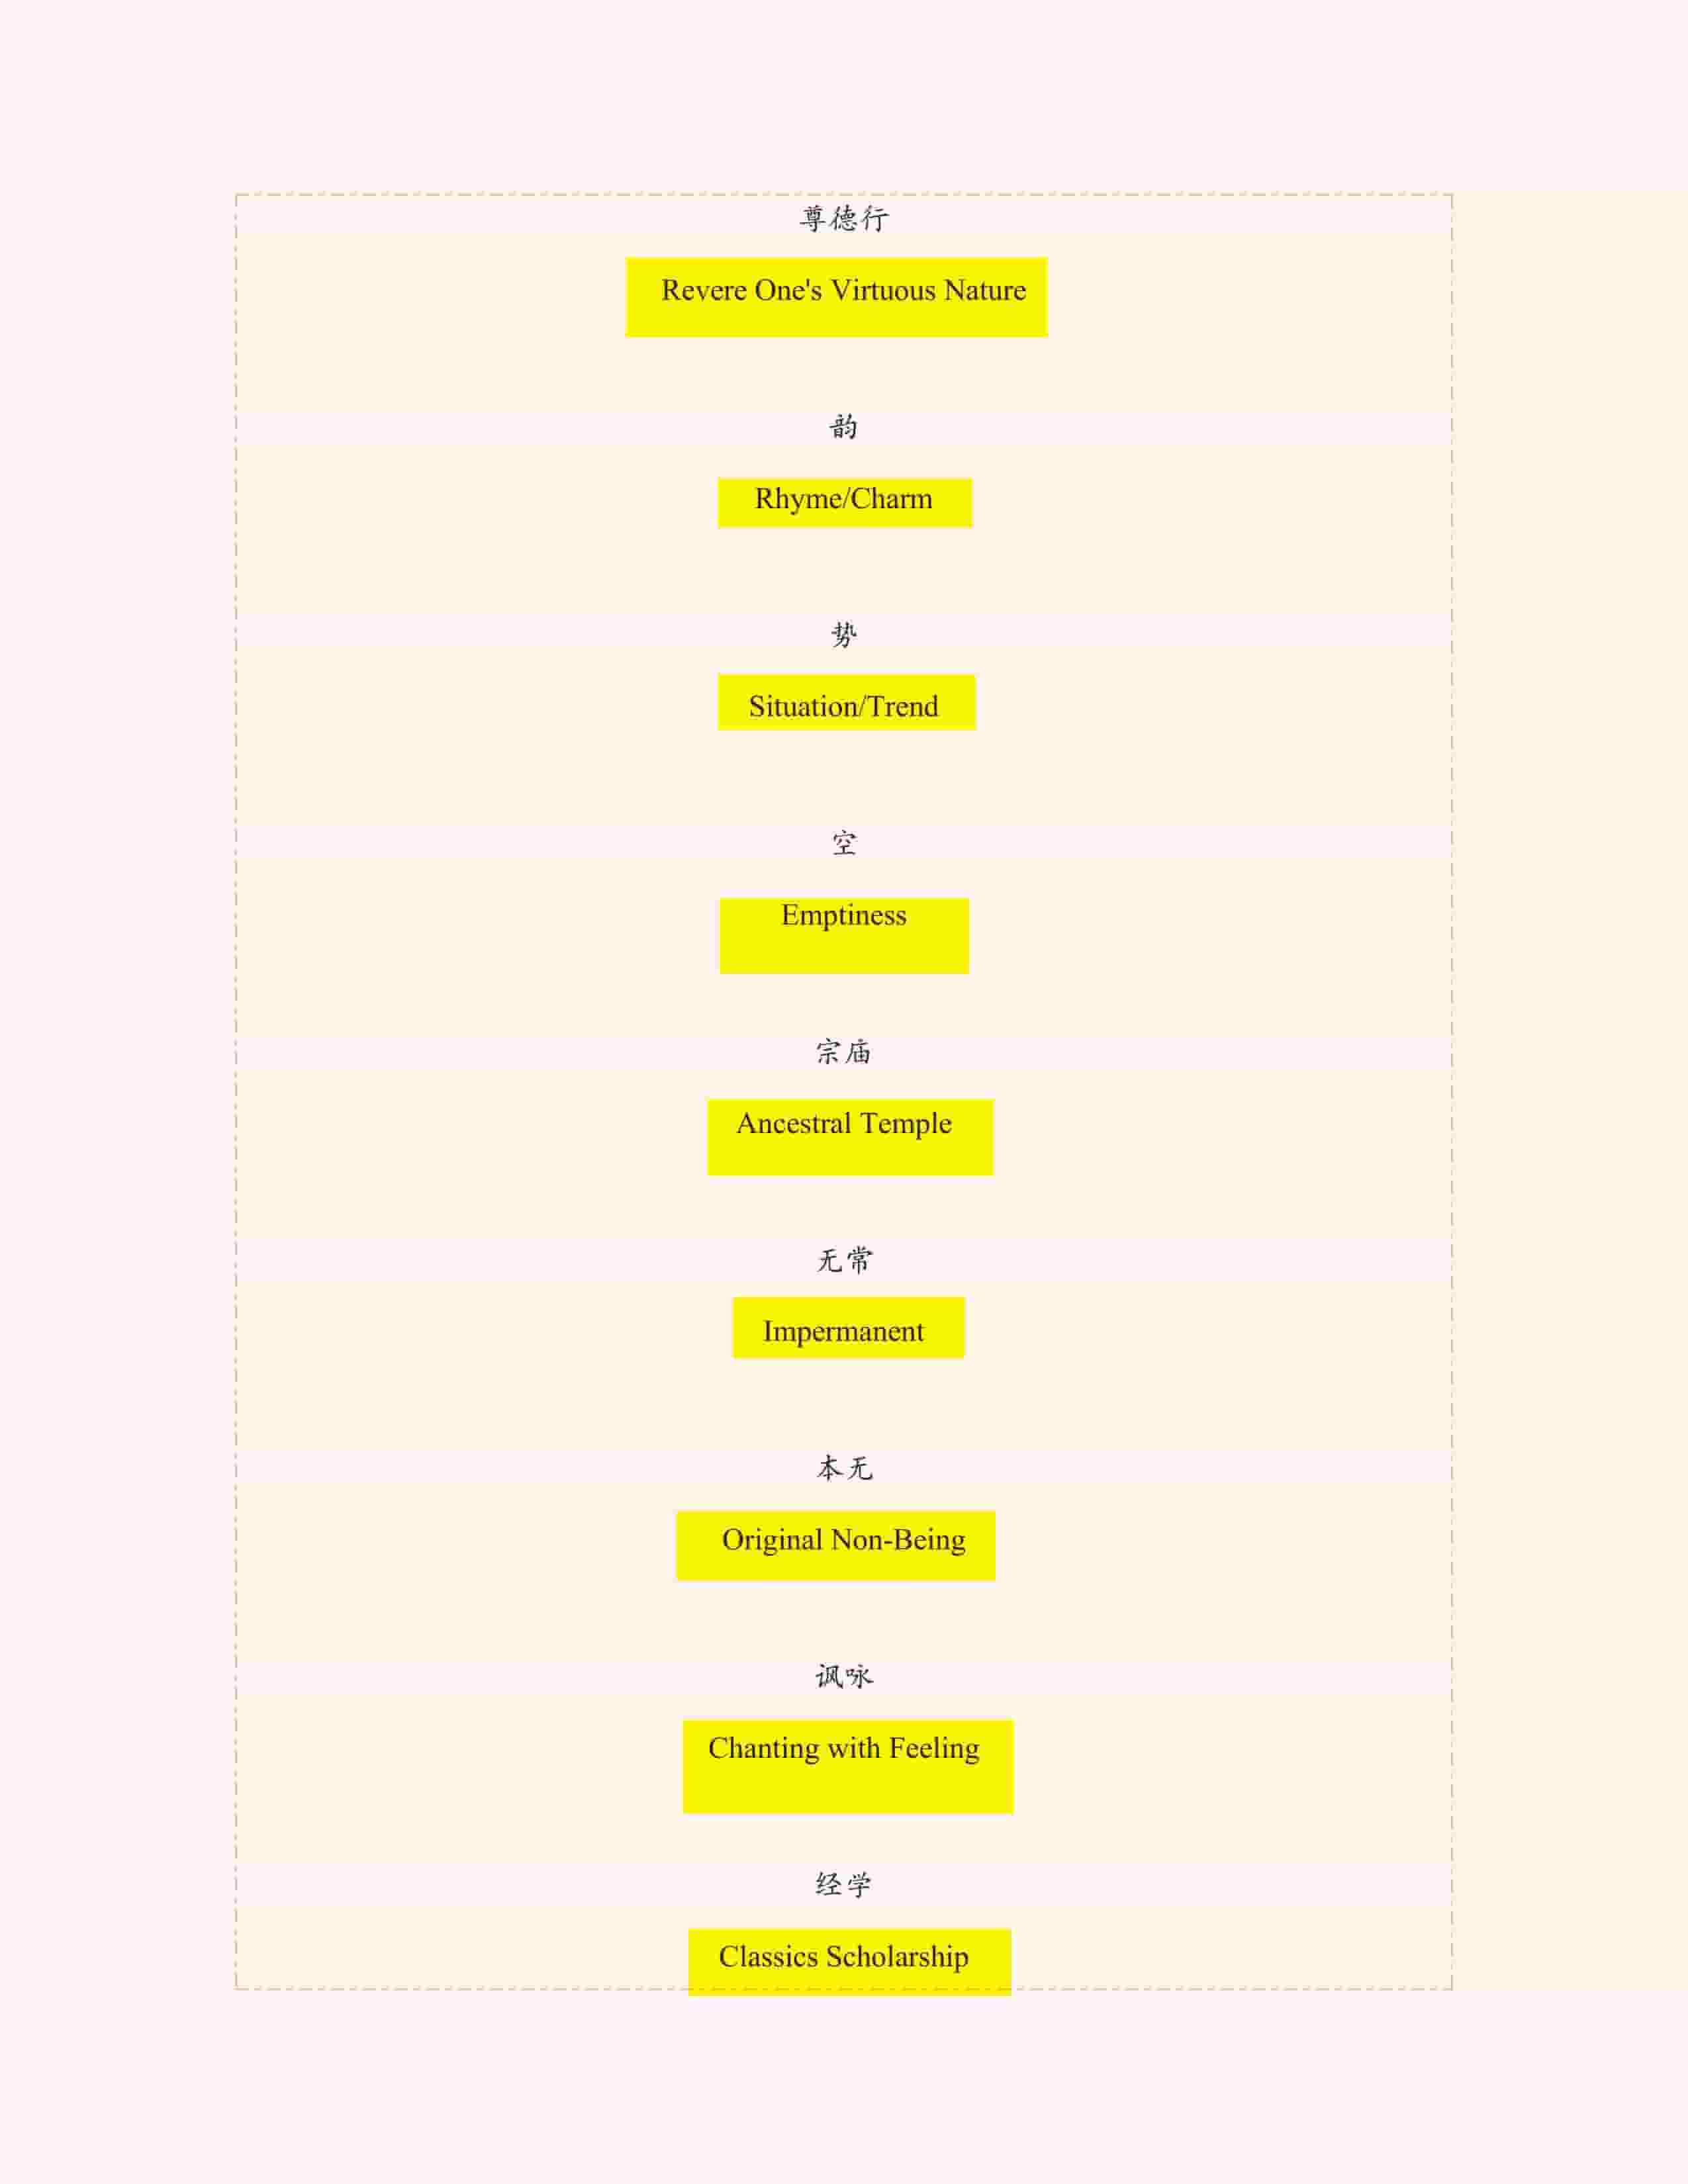 尊德行
Revere One's Virtuous Nature
韵
Rhyme/Charm
势
Situation/Trend
空
Emptiness
宗庙
Ancestral Temple
无常
Impermanent
本无
Original Non-Being
讽咏
Chanting with Feeling
经学
Classics Scholarship